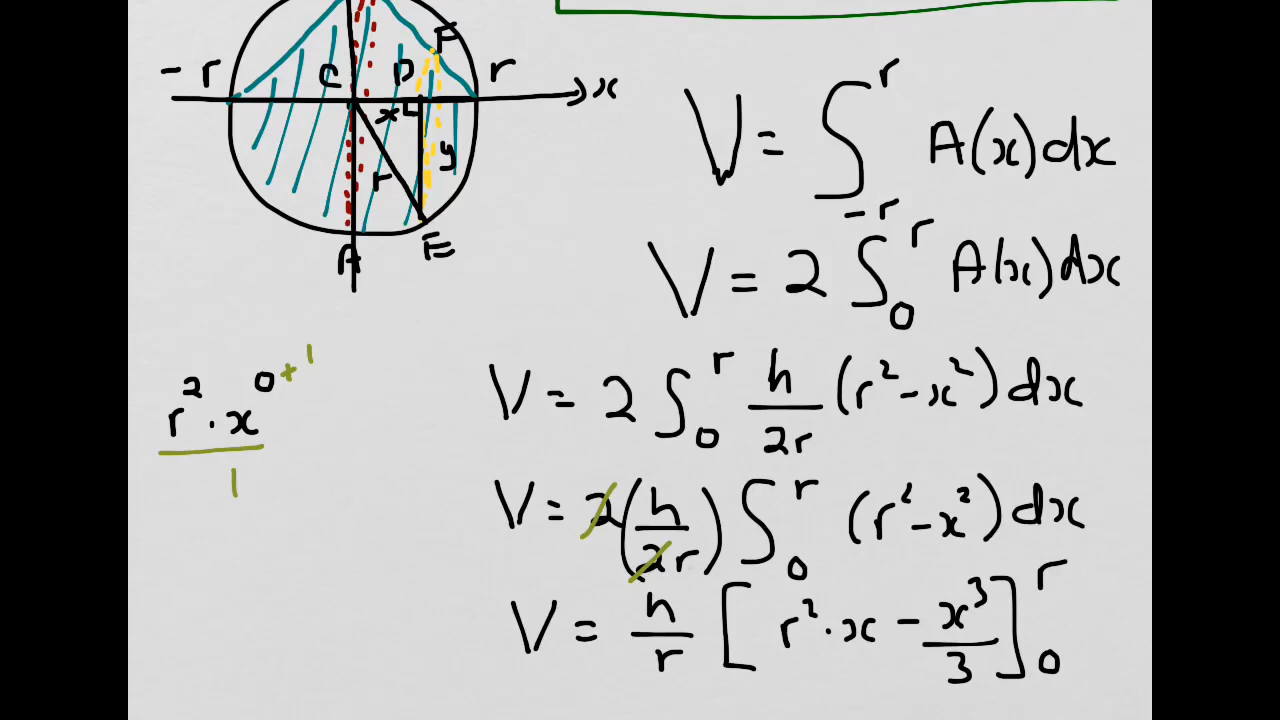 F
-r C D r x
x y
r
A E
V = ∫_{-r}^{r} A(x)dx
V = 2 ∫_0^r A(x)dx
r² · x^{0+1}
1
V = 2 ∫_0^r h/2r (r² - x²) dx
V = 2 (h/2r) ∫_0^r (r² - x²) dx
V = h/r [r² · x - x³/3]_0^r